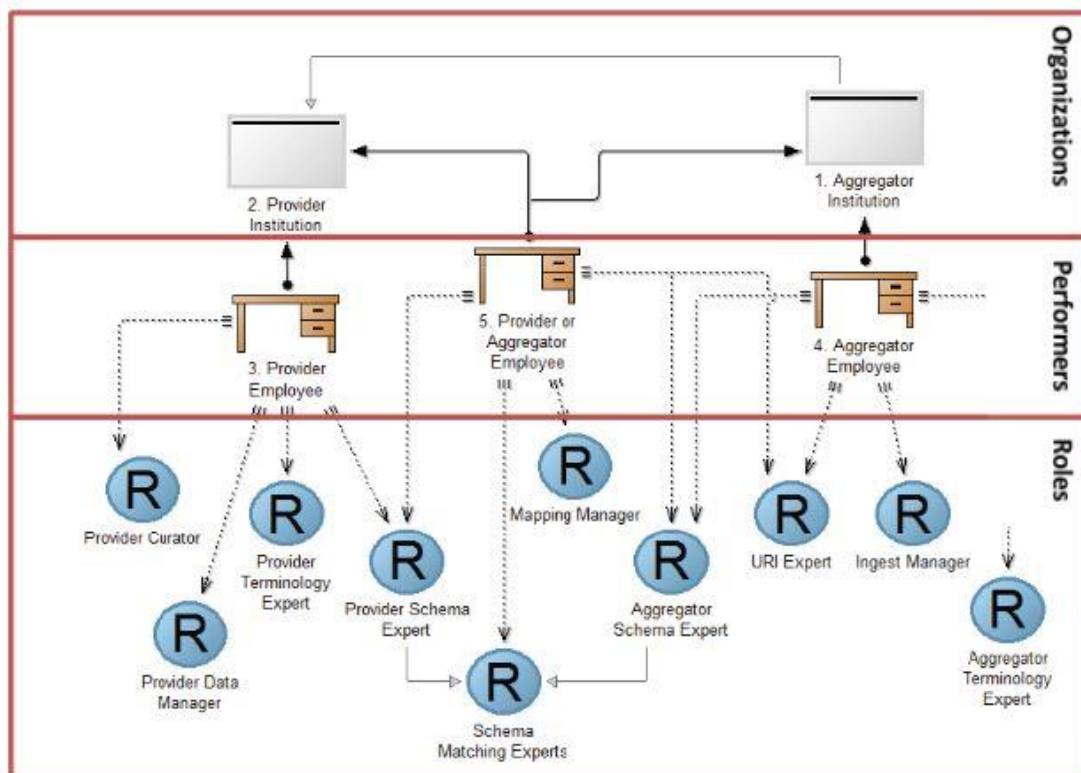 Organizations
2. Provider
Institution
1. Aggregator
Institution
Performers
3. Provider
Employee
5. Provider or
Aggregator
Employee
4. Aggregator
Employee
Roles
R
Provider Curator
R
Provider
Terminology
Expert
R
Provider Data
Manager
R
Provider Schema
Expert
R
Mapping Manager
R
Schema
Matching Experts
R
Aggregator
Schema Expert
R
URI Expert
R
Ingest Manager
R
Aggregator
Terminology
Expert